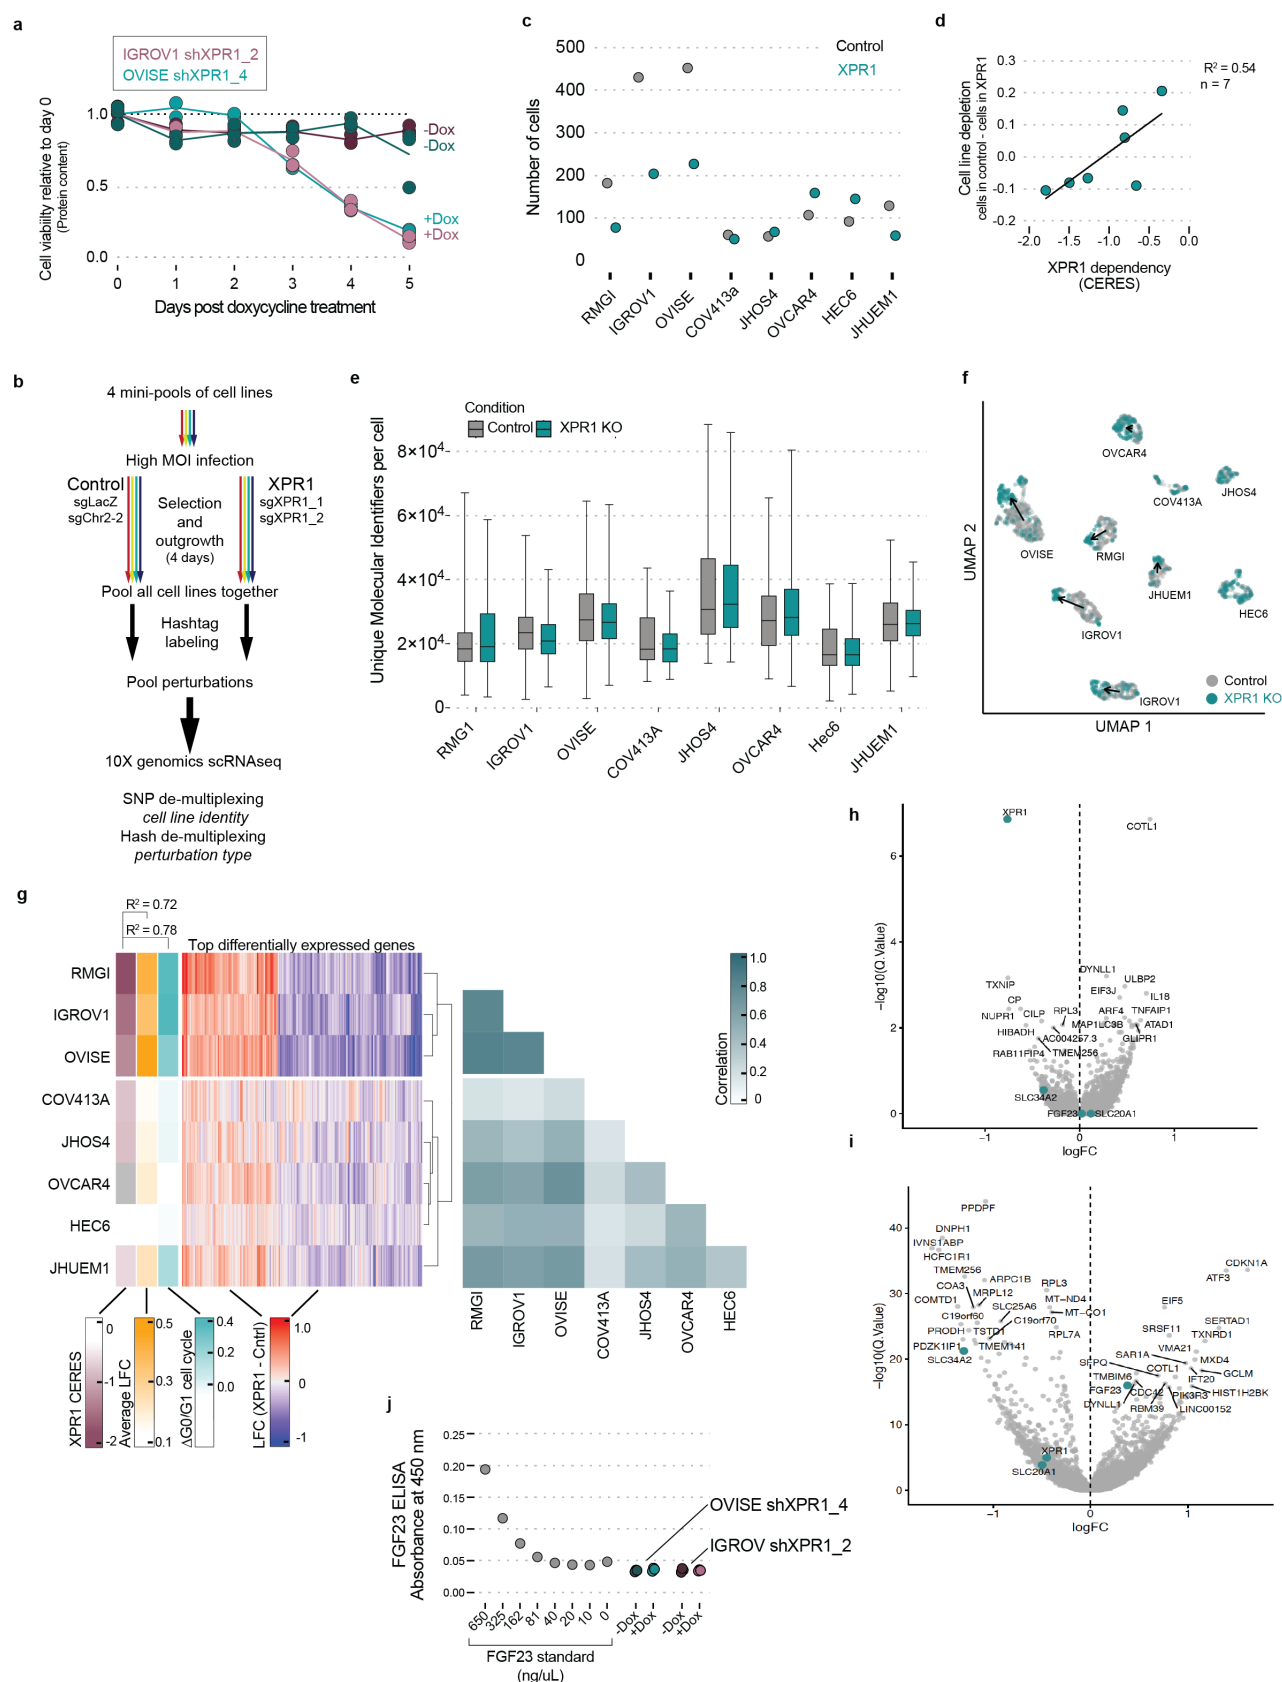 a
IGROV1 shXPR1_2
OVISE shXPR1_4
Cell viability relative to day 0
(Protein content)
1.0
0.5
0.0
-Dox
-Dox
+Dox
+Dox
0 1 2 3 4 5
Days post doxycycline treatment
c
Number of cells
500
400
300
200
100
0
Control
XPR1
RMGI
IGROV1
OVISE
COV413a
JHOS4
OVCAR4
HEC6
JHUEM1
d
Cell line depletion
cells in control - cells in XPR1
0.3
0.2
0.1
0.0
-0.1
-0.2
R² = 0.54
n = 7
-2.0 -1.5 -1.0 -0.5 0.0
XPR1 dependency
(CERES)
b
4 mini-pools of cell lines
High MOI infection
Control
sgLacZ
sgChr2-2
Selection
and
outgrowth
(4 days)
XPR1
sgXPR1_1
sgXPR1_2
Pool all cell lines together
Hashtag
labeling
Pool perturbations
10X genomics scRNAseq
SNP de-multiplexing
cell line identity
Hash de-multiplexing
perturbation type
e
Condition
Control XPR1 KO
Unique Molecular Identifiers per cell
8×10⁴
6×10⁴
4×10⁴
2×10⁴
0
RMG1
IGROV1
OVISE
COV413A
JHOS4
OVCAR4
Hec6
JHUEM1
f
UMAP 2
OVCAR4
COV413A
JHOS4
OVISE
RMGI
JHUEM1
HEC6
IGROV1
IGROV1
Control
XPR1 KO
UMAP 1
g
R² = 0.72
R² = 0.78
Top differentially expressed genes
RMGI
IGROV1
OVISE
COV413A
JHOS4
OVCAR4
HEC6
JHUEM1
Correlation
1.0
0.8
0.6
0.4
0.2
0
RMGI
IGROV1
OVISE
COV413A
JHOS4
OVCAR4
HEC6
XPR1 CERES
0
-1
-2
Average LFC
0.5
0.3
0.1
ΔG0/G1 cell cycle
0.4
0.2
0.0
LFC (XPR1 - Cntrl)
1.0
0
-1
h
−log10(Q.Value)
6
4
2
0
XPR1
COTL1
DYNLL1
TXNIP
ULBP2
EIF3J
IL18
CP
NUPR1
CILP
RPL3
ARF4
TNFAIP1
MAP1LC3B
ATAD1
HIBADH
AC004257.3
GLIPR1
RAB11FIP4
TMEM256
SLC34A2
FGF23
SLC20A1
−1 0 1
logFC
i
−log10(Q.Value)
40
30
20
10
0
PPDPF
DNPH1
IVNS1ABP
HCFC1R1
TMEM256
CDKN1A
ATF3
COA3
ARPC1B
RPL3
MRPL12
COMTD1
SLC25A6
MT−ND4
EIF5
MT−CO1
C19orf60
C19orf70
SERTAD1
PRODH
TSTD1
RPL7A
SRSF11
TXNRD1
PDZK1IP1
TMEM141
VMA21
SLC34A2
SAR1A
MXD4
SFPQ
COTL1
GCLM
TMBIM6
IFT20
FGF23
CDC42
PIK3R3
HIST1H2BK
DYNLL1
RBM39
LINC00152
XPR1
SLC20A1
−1 0 1
logFC
j
FGF23 ELISA
Absorbance at 450 nm
0.25
0.20
0.15
0.10
0.05
0.00
OVISE shXPR1_4
IGROV shXPR1_2
650
325
162
81
40
20
10
0
-Dox
+Dox
-Dox
+Dox
FGF23 standard
(ng/uL)